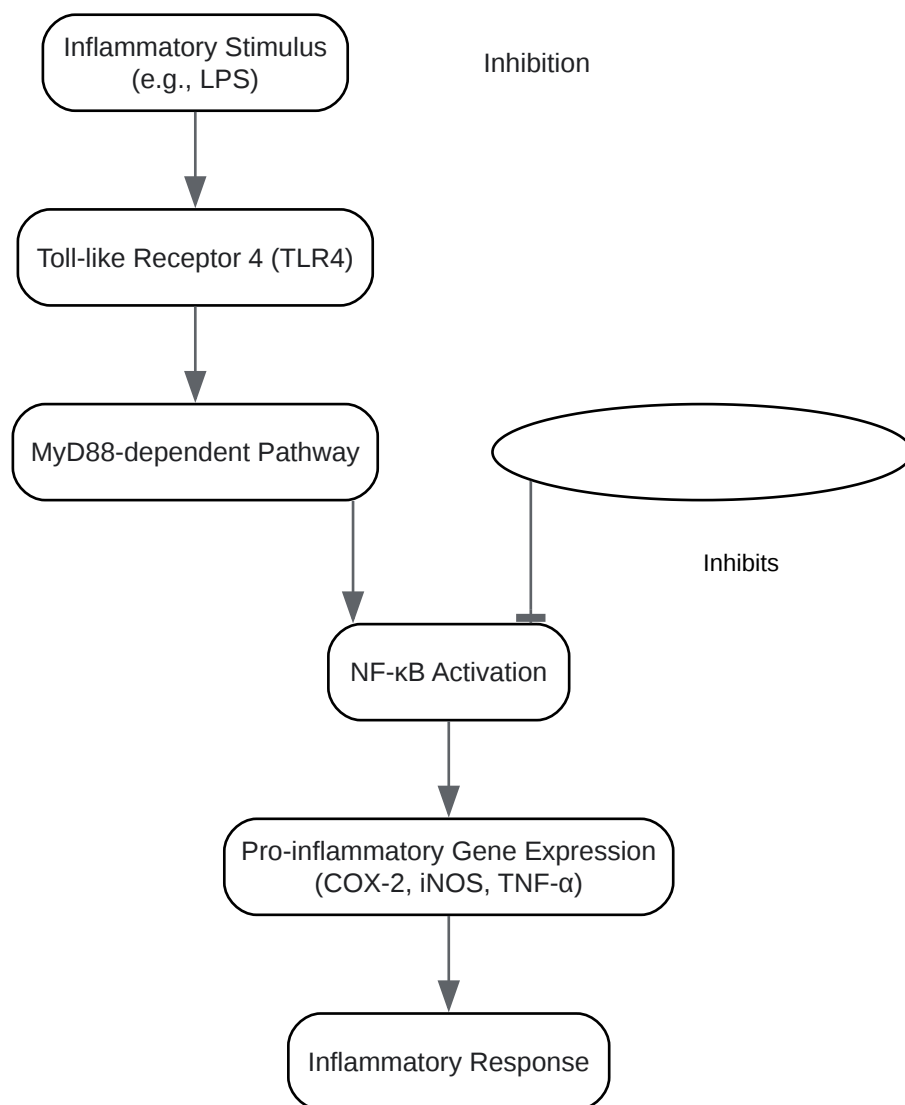 Inflammatory Stimulus
(e.g., LPS)
Inhibition
Toll-like Receptor 4 (TLR4)
MyD88-dependent Pathway
Inhibits
NF-κB Activation
Pro-inflammatory Gene Expression
(COX-2, iNOS, TNF-α)
Inflammatory Response